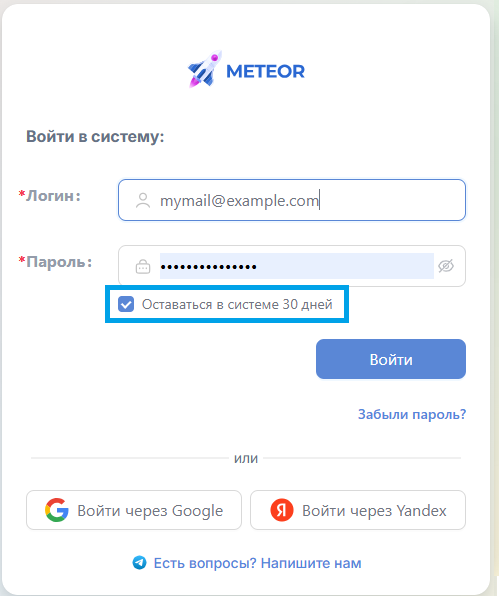 METEOR
Войти в систему:
*Логин:
mymail@example.com
*Пароль:
•••••••••••••••
Оставаться в системе 30 дней
Войти
Забыли пароль?
или
Войти через Google
Я Войти через Yandex
Есть вопросы? Напишите нам